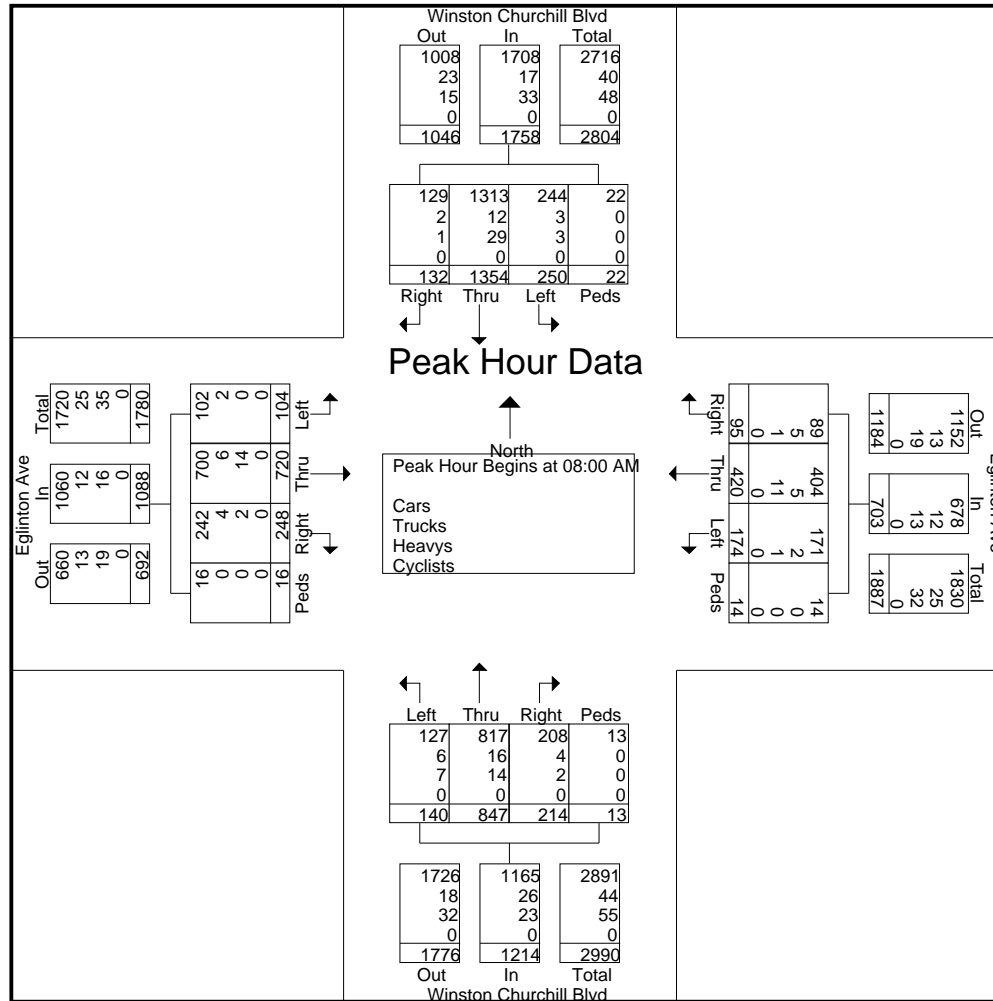 Winston Churchill Blvd
Out In Total
1008 1708 2716
23 17 40
15 33 48
0 0 0
1046 1758 2804
129 1313 244 22
2 12 3 0
1 29 3 0
0 0 0 0
132 1354 250 22
Right Thru Left Peds
Peak Hour Data
Eglinton Ave
Total
1720
25
35
0
1780
In
1060
12
16
0
1088
Out
660
13
19
0
692
102
2
0
0
104
Left
700
6
14
0
720
Thru
242
4
2
0
248
Right
16
0
0
0
16
Peds
North
Peak Hour Begins at 08:00 AM
Cars
Trucks
Heavys
Cyclists
Right
89
5
1
0
95
Thru
404
5
11
0
420
Left
171
2
1
0
174
Peds
14
0
0
0
14
Out
1152
13
19
0
1184
In
678
12
13
0
703
Total
1830
25
32
0
1887
Left Thru Right Peds
127 817 208 13
6 16 4 0
7 14 2 0
0 0 0 0
140 847 214 13
1726 1165 2891
18 26 44
32 23 55
0 0 0
1776 1214 2990
Out In Total
Winston Churchill Blvd